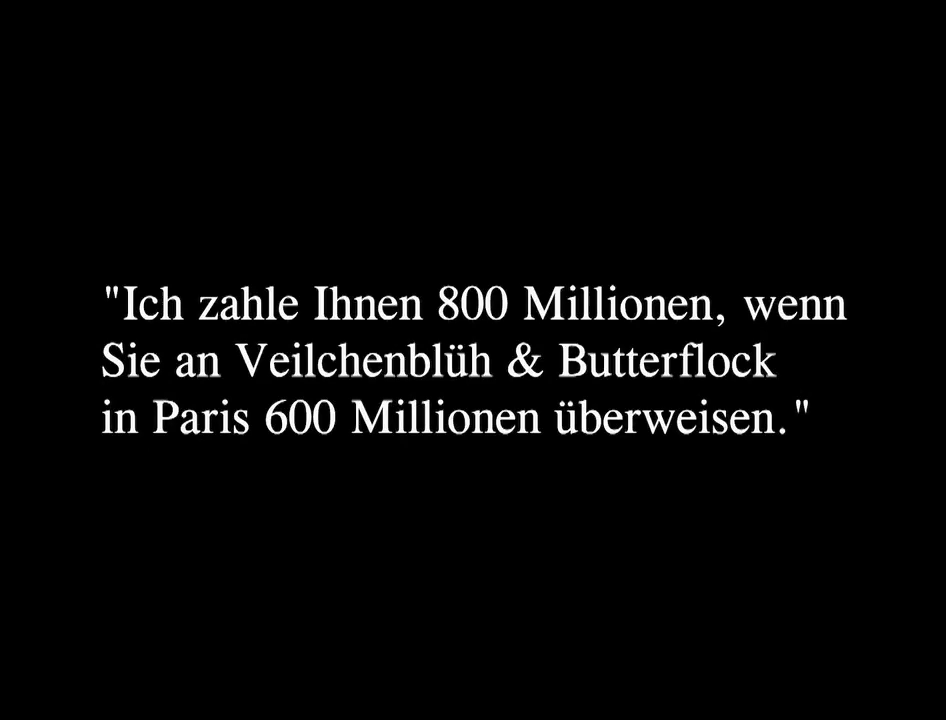 "Ich zahle Ihnen 800 Millionen, wenn
Sie an Veilchenblüh & Butterflock
in Paris 600 Millionen überweisen."